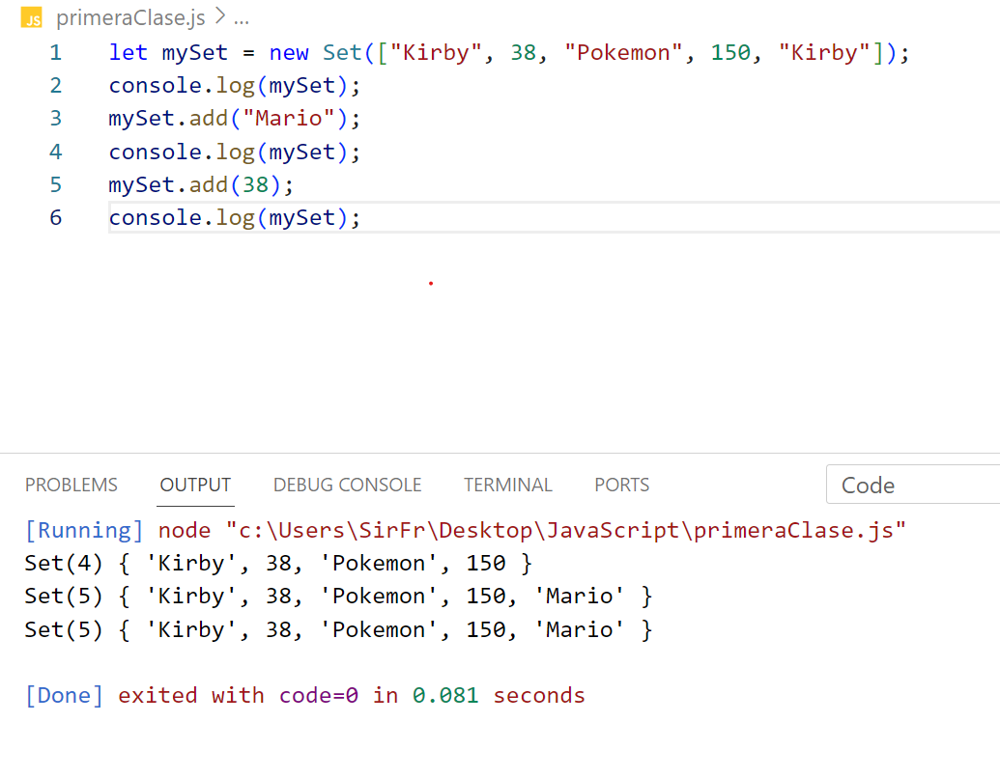 JS primeraClase.js > ...
1 let mySet = new Set(["Kirby", 38, "Pokemon", 150, "Kirby"]);
2 console.log(mySet);
3 mySet.add("Mario");
4 console.log(mySet);
5 mySet.add(38);
6 console.log(mySet);
PROBLEMS OUTPUT DEBUG CONSOLE TERMINAL PORTS Code
[Running] node "c:\Users\SirFr\Desktop\JavaScript\primeraClase.js"
Set(4) { 'Kirby', 38, 'Pokemon', 150 }
Set(5) { 'Kirby', 38, 'Pokemon', 150, 'Mario' }
Set(5) { 'Kirby', 38, 'Pokemon', 150, 'Mario' }
[Done] exited with code=0 in 0.081 seconds